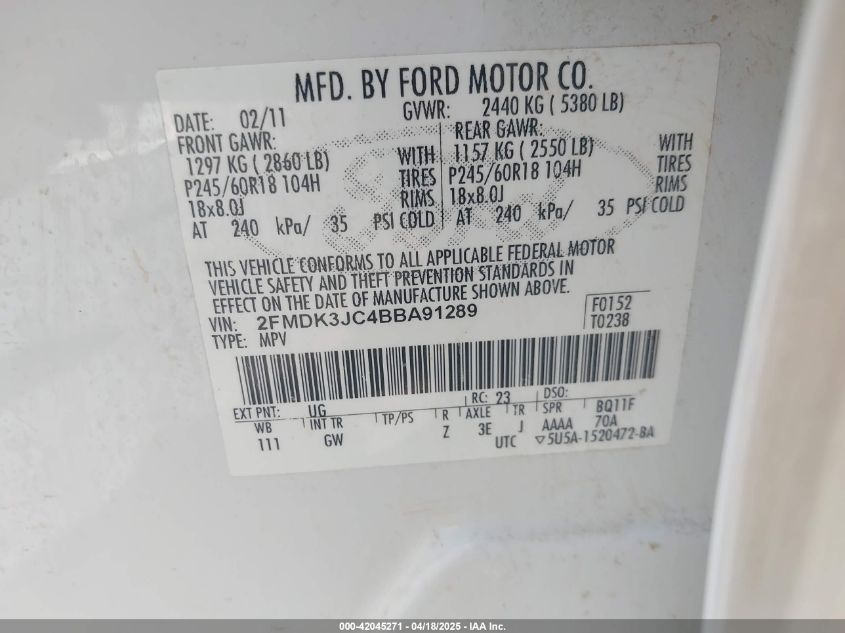 MFD. BY FORD MOTOR CO.
DATE: 02/11 GVWR: 2440 KG ( 5380 LB)
FRONT GAWR: REAR GAWR:
1297 KG ( 2860 LB) WITH 1157 KG ( 2550 LB) WITH
P245/60R18 104H TIRES P245/60R18 104H TIRES
18x8.0J RIMS 18x8.0J RIMS
AT 240 kPa/ 35 PSI COLD AT 240 kPa/ 35 PSI COLD
THIS VEHICLE CONFORMS TO ALL APPLICABLE FEDERAL MOTOR
VEHICLE SAFETY AND THEFT PREVENTION STANDARDS IN
EFFECT ON THE DATE OF MANUFACTURE SHOWN ABOVE.
VIN: 2FMDK3JC4BBA91289 F0152
TYPE: MPV T0238
EXT PNT: UG RC: 23 DSO:
WB INT TR TP/PS R AXLE TR SPR BQ11F
111 GW Z 3E J AAAA 70A
UTC ▽5U5A-1520472-BA
000-42045271 | 04/18/2025 | IAA Inc.